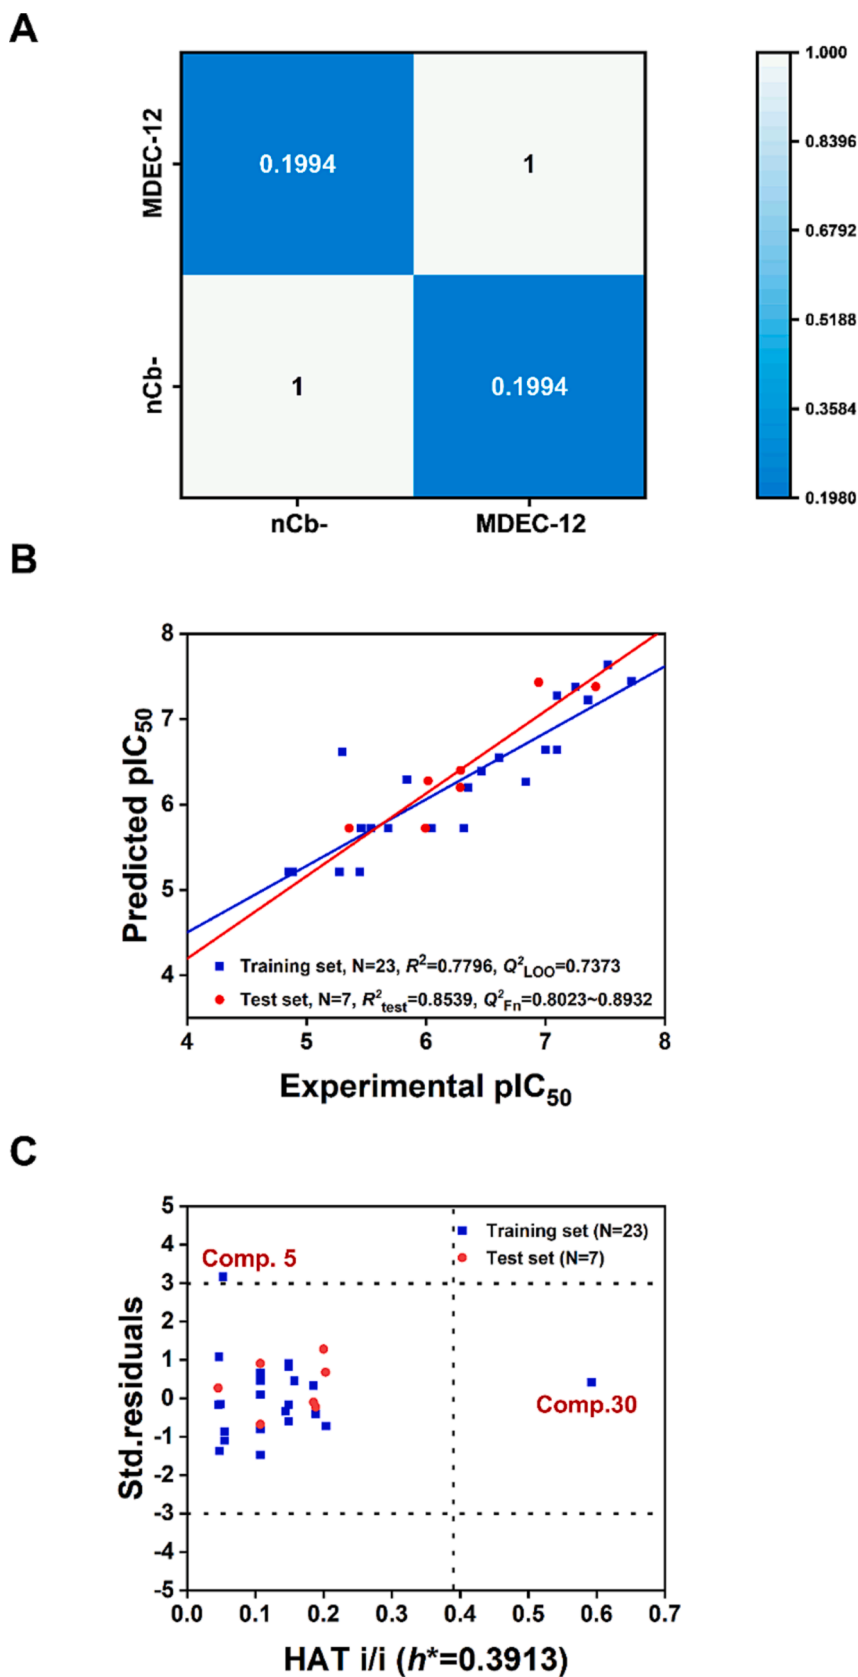 A
MDEC-12
0.1994
1
nCb-
1
0.1994
nCb-
MDEC-12
1.000
0.8396
0.6792
0.5188
0.3584
0.1980
B
Predicted pIC50
8
7
6
5
4
Training set, N=23, R²=0.7796, Q²LOO=0.7373
Test set, N=7, R²test=0.8539, Q²Fn=0.8023~0.8932
4
5
6
7
8
Experimental pIC50
C
Std.residuals
5
4
3
2
1
0
-1
-2
-3
-4
-5
Training set (N=23)
Test set (N=7)
Comp. 5
Comp.30
0.0
0.1
0.2
0.3
0.4
0.5
0.6
0.7
HAT i/i (h*=0.3913)